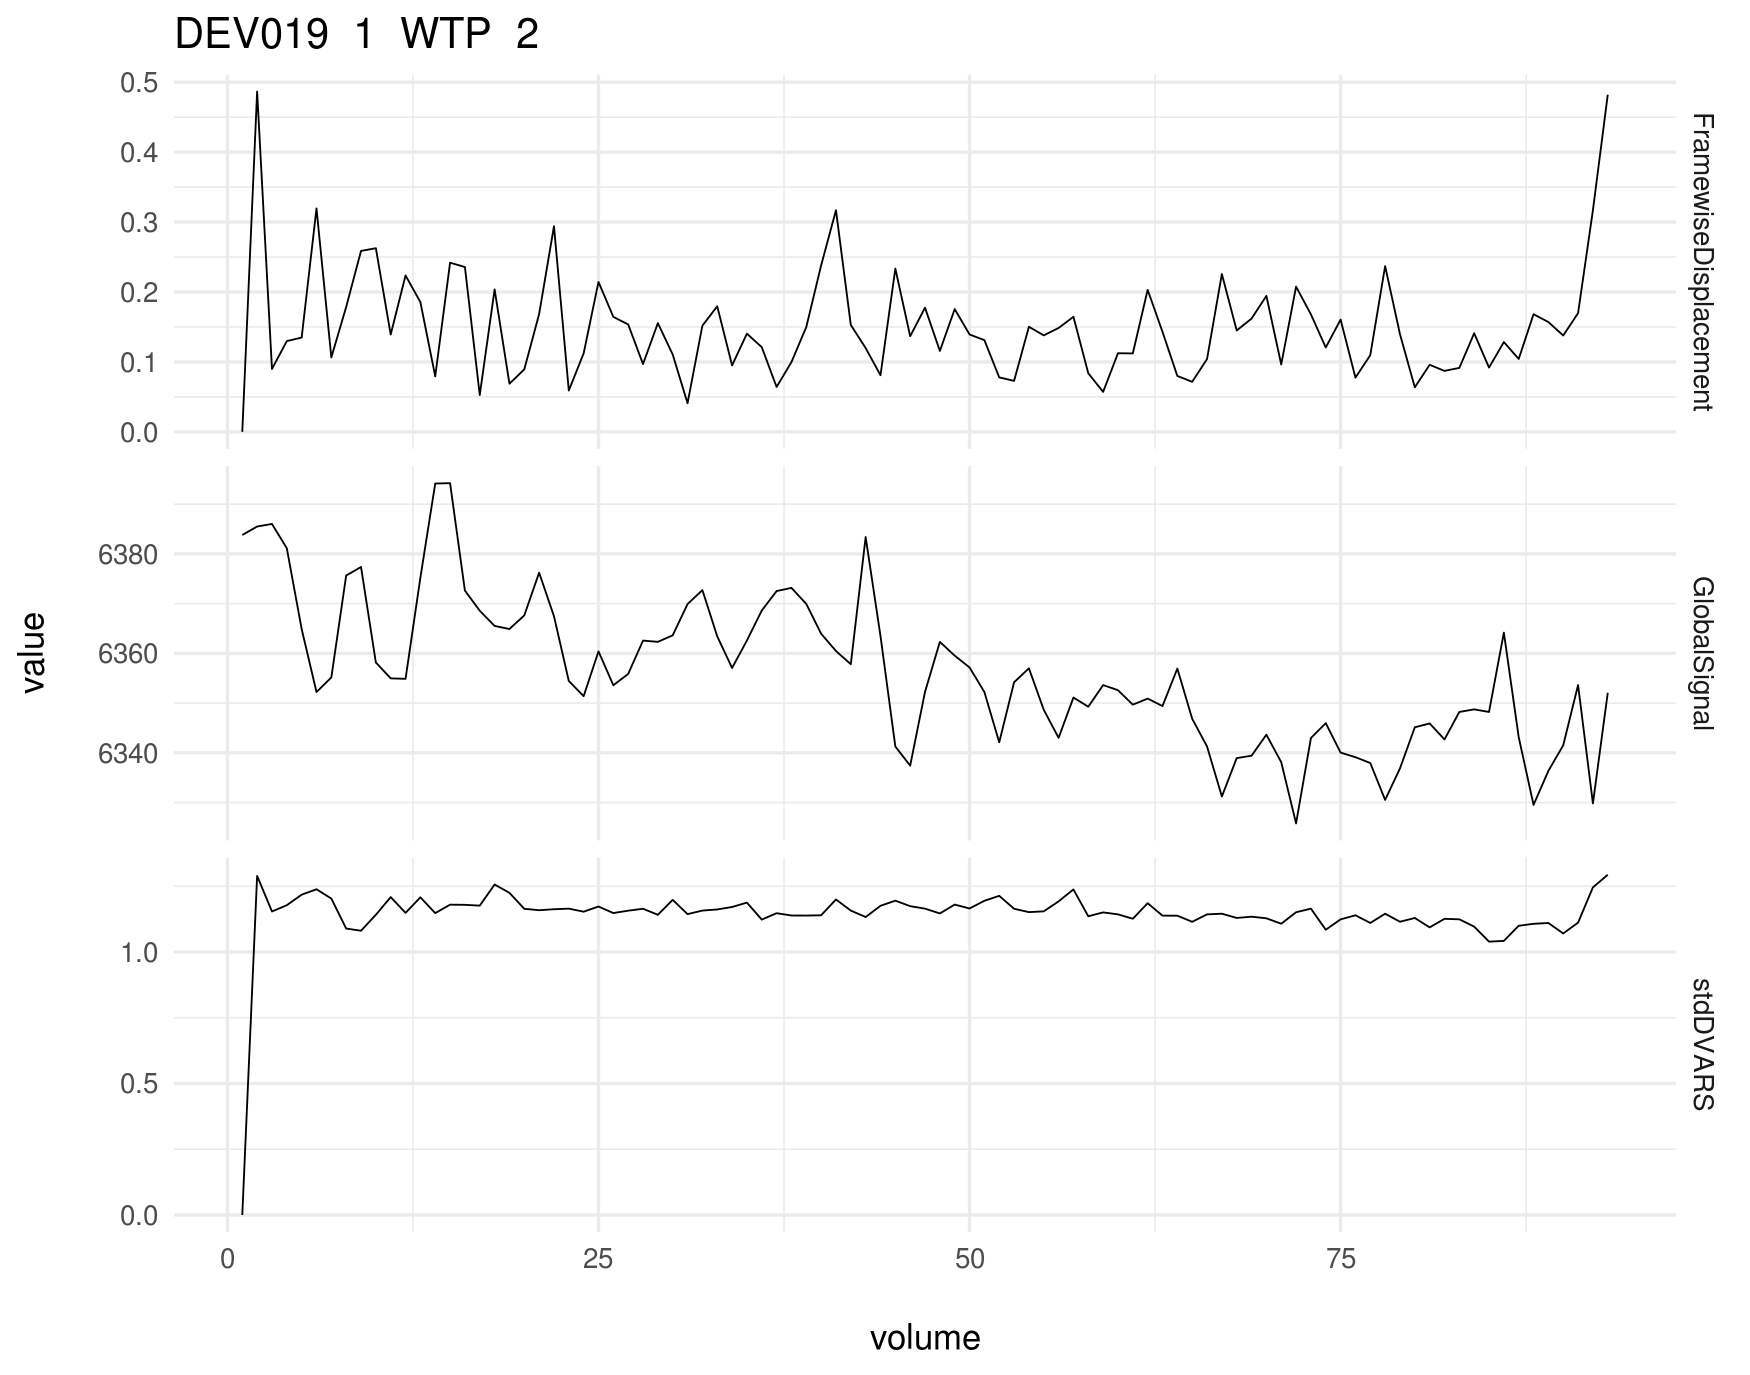 DEV019 1 WTP 2
0.5
0.4
0.3
0.2
0.1
0.0
FramewiseDisplacement
6380
6360
6340
GlobalSignal
value
1.0
0.5
0.0
stdDVARS
0 25 50 75
volume